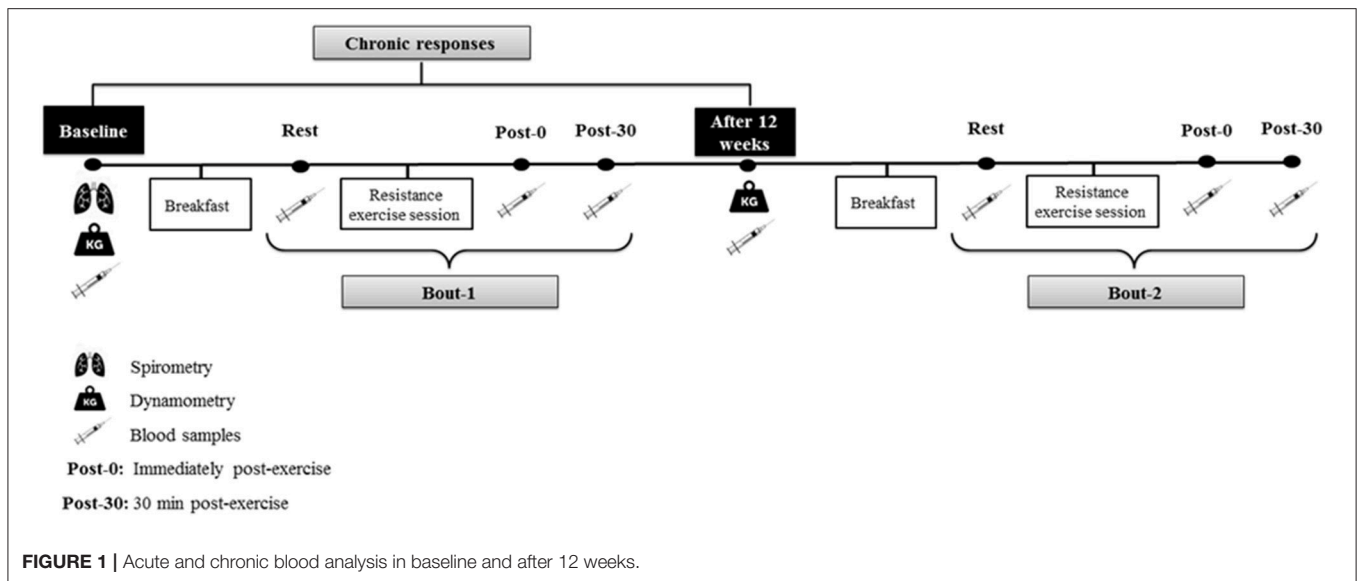 Chronic responses
Baseline
Rest
Post-0
Post-30
After 12
weeks
Rest
Post-0
Post-30
Breakfast
Resistance
exercise session
Breakfast
Resistance
exercise session
KG
KG
Bout-1
Bout-2
Spirometry
KG
Dynamometry
Blood samples
Post-0: Immediately post-exercise
Post-30: 30 min post-exercise
FIGURE 1 | Acute and chronic blood analysis in baseline and after 12 weeks.